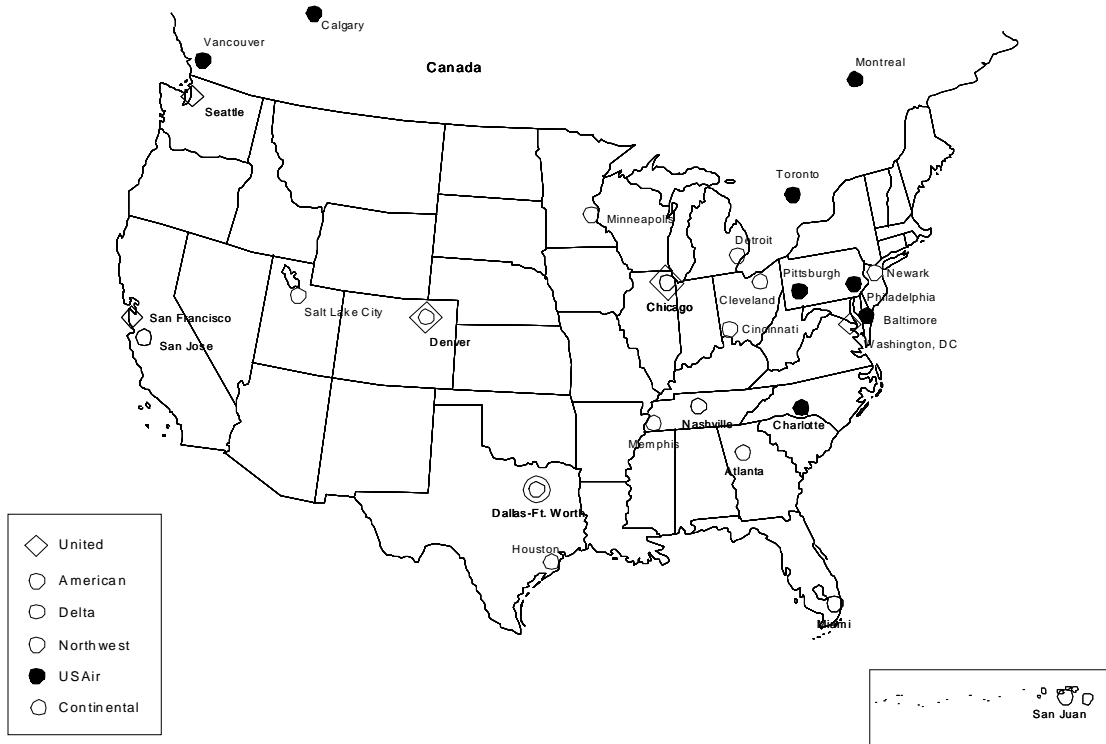 Calgary
Vancouver
Canada
Montreal
Seattle
Toronto
Minneapolis
Detroit
Pittsburgh
Newark
Salt Lake City
Chicago
Cleveland
Philadelphia
San Francisco
Baltimore
Cincinnati
San Jose
Denver
Washington, DC
Nashville
Charlotte
Memphis
Atlanta
Dallas-Ft. Worth
Houston
Miami
San Juan
United
American
Delta
Northwest
USAir
Continental